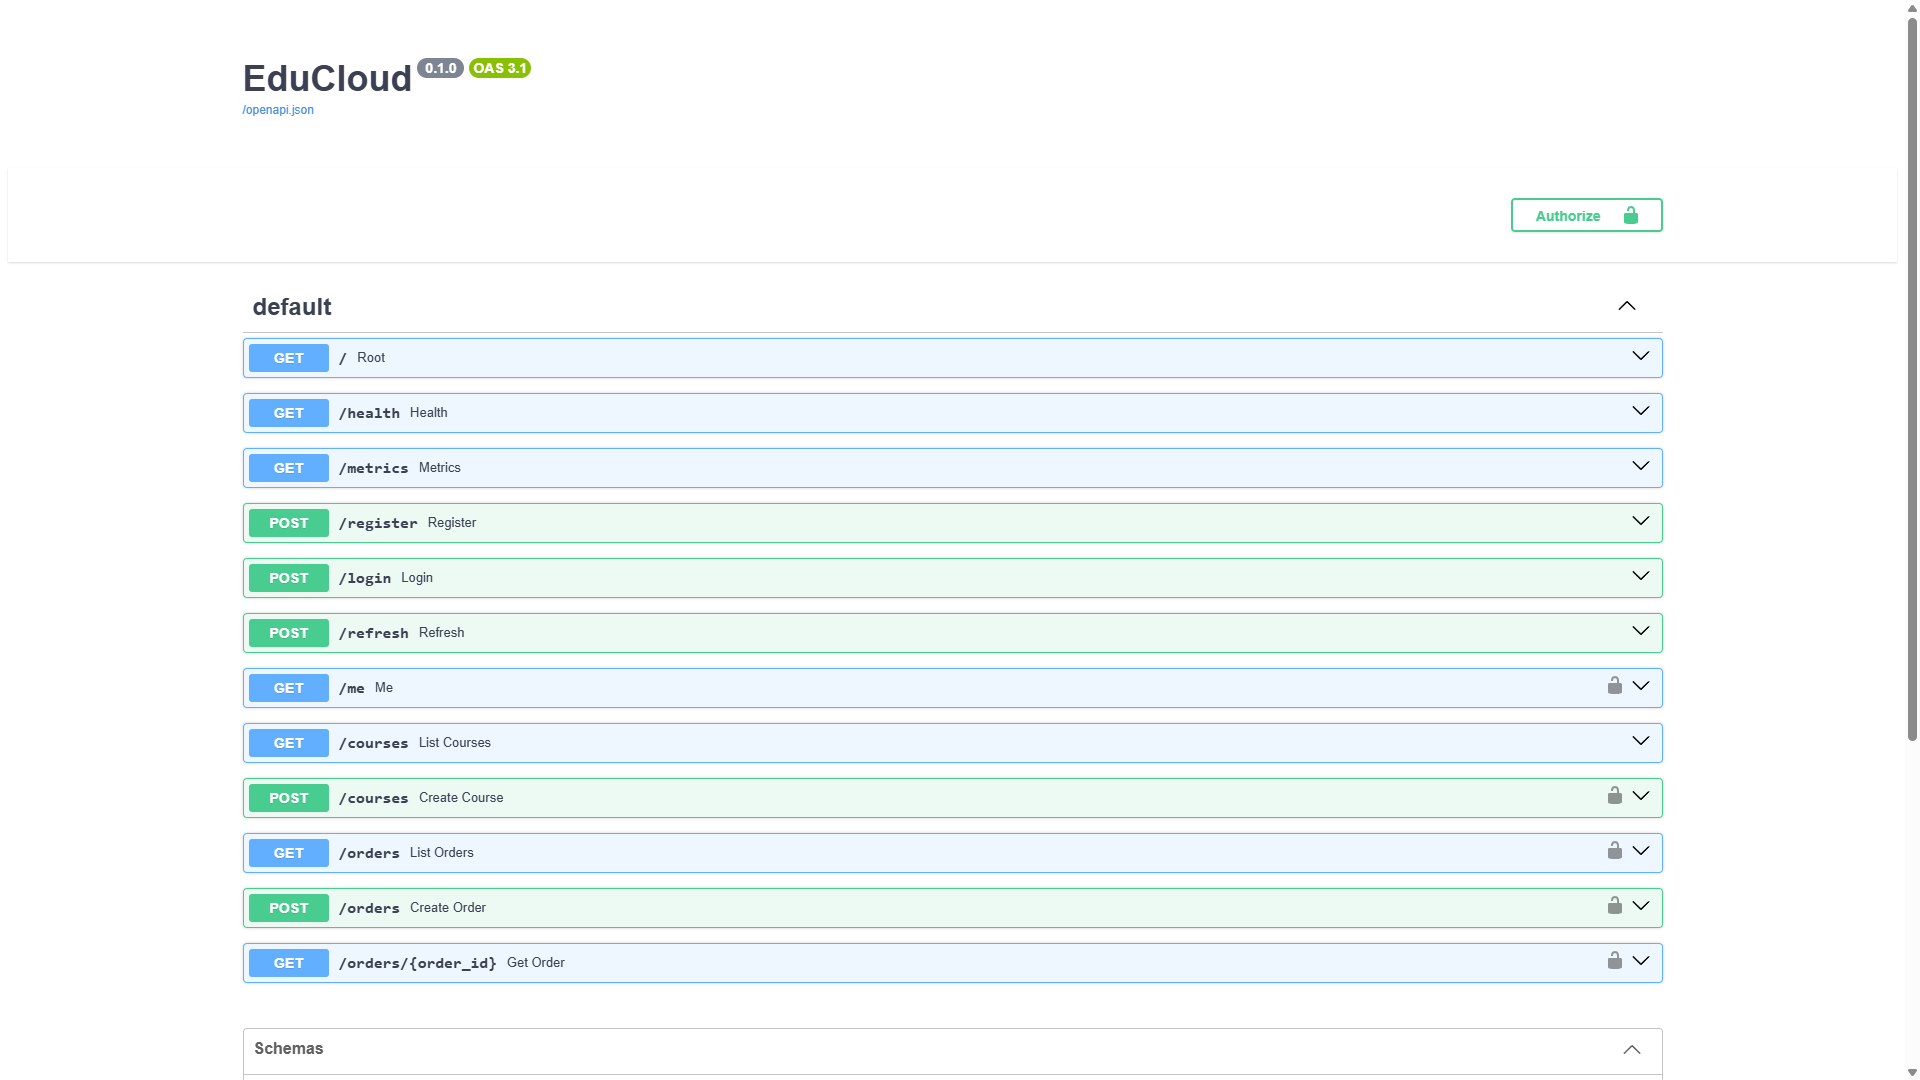 EduCloud 0.1.0 OAS 3.1
/openapi.json
Authorize
default
GET / Root
GET /health Health
GET /metrics Metrics
POST /register Register
POST /login Login
POST /refresh Refresh
GET /me Me
GET /courses List Courses
POST /courses Create Course
GET /orders List Orders
POST /orders Create Order
GET /orders/{order_id} Get Order
Schemas